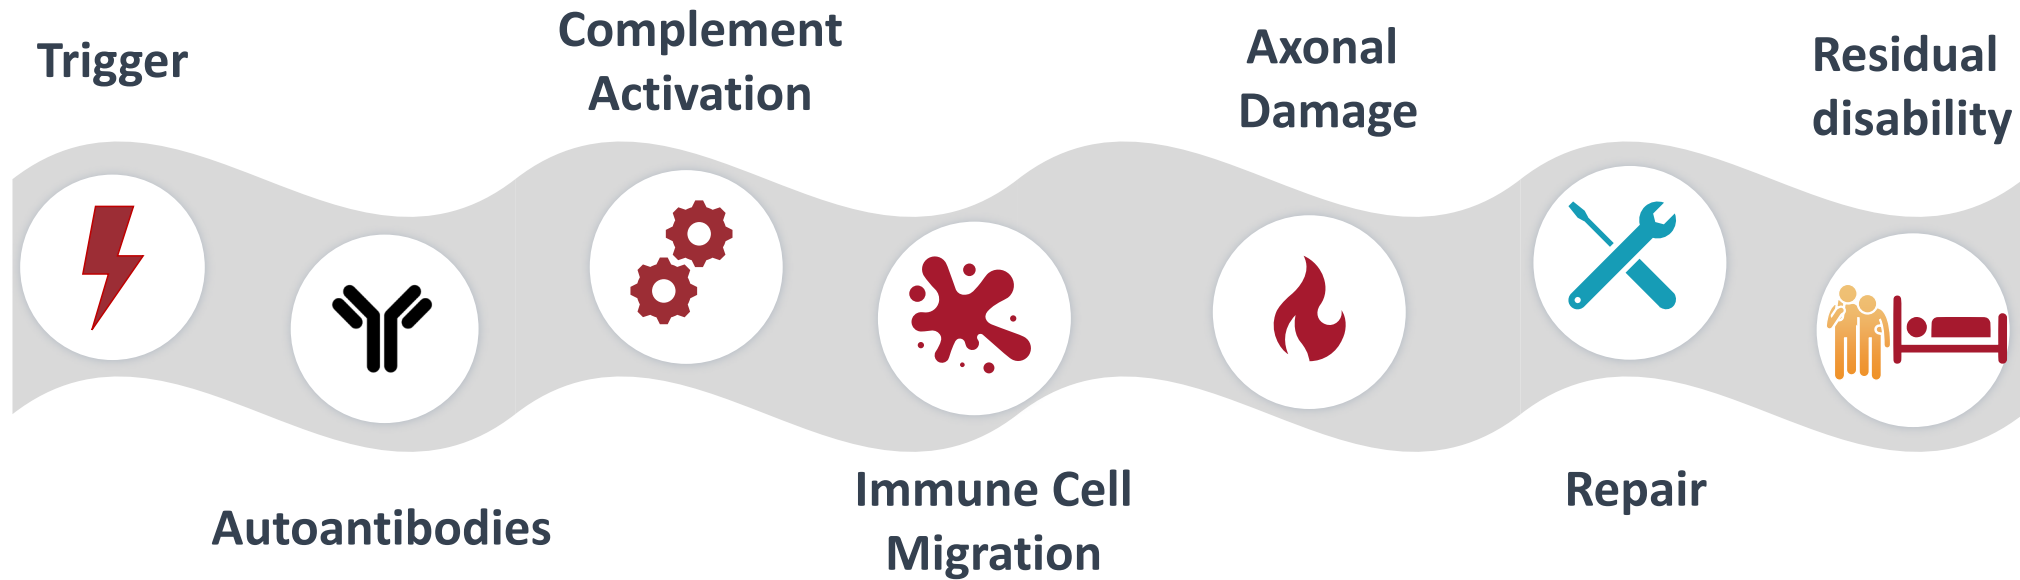 Trigger
Autoantibodies
Complement
Activation
Immune Cell
Migration
Axonal
Damage
Repair
Residual
disability